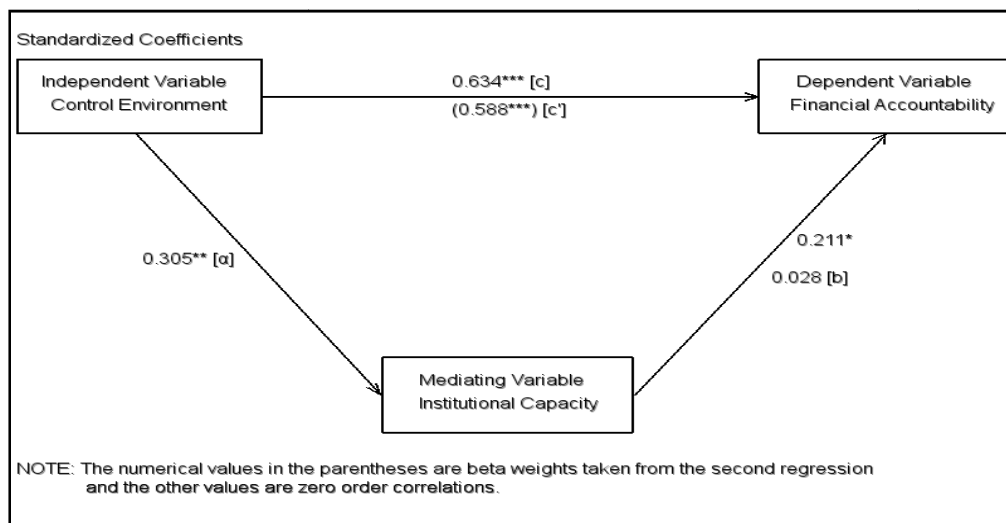 Standardized Coefficients
Independent Variable
Control Environment
0.634*** [c]
(0.588***) [c']
Dependent Variable
Financial Accountability
0.305** [α]
0.211*
0.028 [b]
Mediating Variable
Institutional Capacity
NOTE: The numerical values in the parentheses are beta weights taken from the second regression
and the other values are zero order correlations.